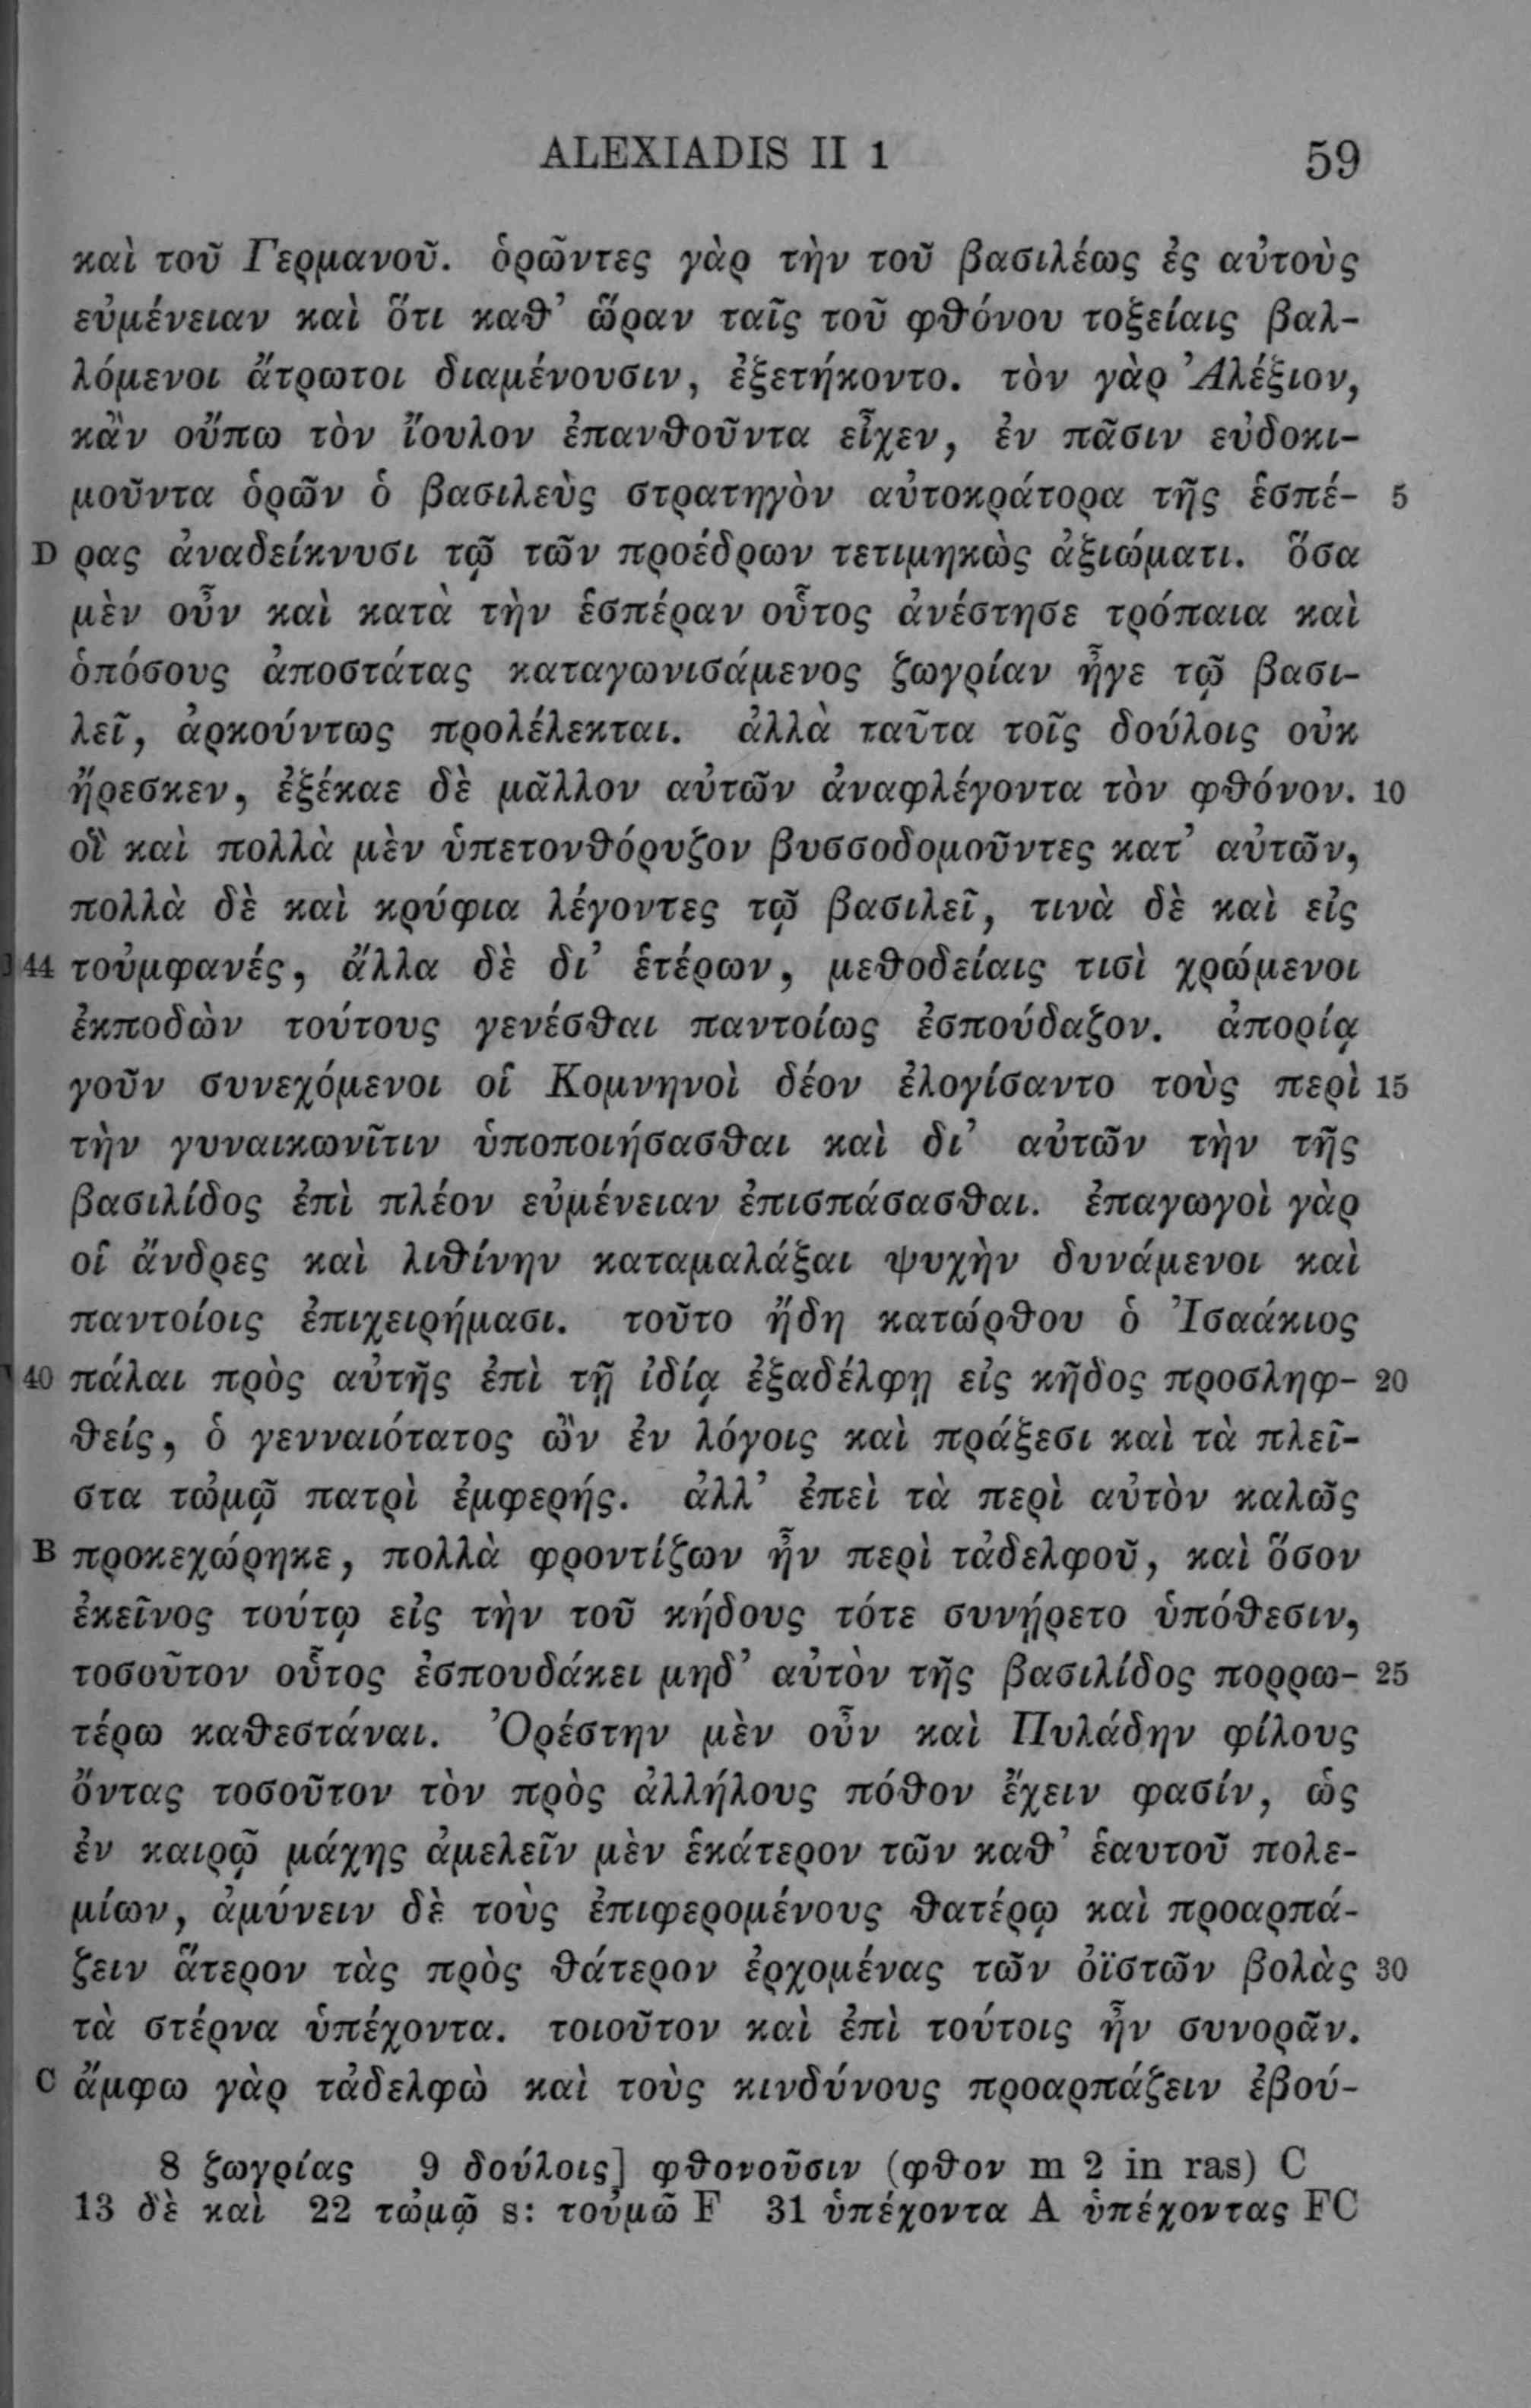 ALEXIADIS II 1 59
καὶ τοῦ Γερμανοῦ. ὁρῶντες γὰρ τὴν τοῦ βασιλέως ἐς αὐτοὺς
εὐμένειαν καὶ ὅτι καθ’ ὥραν ταῖς τοῦ φθόνου τοξείαις βαλ-
λόμενοι ἄτρωτοι διαμένουσιν, ἐξετήκοντο. τὸν γὰρ Ἀλέξιον,
κἂν οὔπω τὸν ἴουλον ἐπανθοῦντα εἶχεν, ἐν πᾶσιν εὐδοκι-
μοῦντα ὁρῶν ὁ βασιλεὺς στρατηγὸν αὐτοκράτορα τῆς ἑσπέ- 5
D ρας ἀναδείκνυσι τῷ τῶν προέδρων τετιμηκὼς ἀξιώματι. ὅσα
μὲν οὖν καὶ κατὰ τὴν ἑσπέραν οὗτος ἀνέστησε τρόπαια καὶ
ὁπόσους ἀποστάτας καταγωνισάμενος ζωγρίαν ἦγε τῷ βασι-
λεῖ, ἀρκούντως προλέλεκται. ἀλλὰ ταῦτα τοῖς δούλοις οὐκ
ἤρεσκεν, ἐξέκαε δὲ μᾶλλον αὐτῶν ἀναφλέγοντα τὸν φθόνον. 10
οἳ καὶ πολλὰ μὲν ὑπετονθόρυζον βυσσοδομοῦντες κατ’ αὐτῶν,
πολλὰ δὲ καὶ κρύφια λέγοντες τῷ βασιλεῖ, τινὰ δὲ καὶ εἰς
44 τοὐμφανές, ἄλλα δὲ δι’ ἑτέρων, μεθοδείαις τισὶ χρώμενοι
ἐκποδὼν τούτους γενέσθαι παντοίως ἐσπούδαζον. ἀπορίᾳ
γοῦν συνεχόμενοι οἱ Κομνηνοὶ δέον ἐλογίσαντο τοὺς περὶ 15
τὴν γυναικωνῖτιν ὑποποιήσασθαι καὶ δι’ αὐτῶν τὴν τῆς
βασιλίδος ἐπὶ πλέον εὐμένειαν ἐπισπάσασθαι. ἐπαγωγοὶ γὰρ
οἱ ἄνδρες καὶ λιθίνην καταμαλάξαι ψυχὴν δυνάμενοι καὶ
παντοίοις ἐπιχειρήμασι. τοῦτο ἤδη κατώρθου ὁ Ἰσαάκιος
40 πάλαι πρὸς αὐτῆς ἐπὶ τῇ ἰδίᾳ ἐξαδέλφῃ εἰς κῆδος προσληφ- 20
θείς, ὁ γενναιότατος ὢν ἐν λόγοις καὶ πράξεσι καὶ τὰ πλεῖ-
στα τὠμῷ πατρὶ ἐμφερής. ἀλλ’ ἐπεὶ τὰ περὶ αὐτὸν καλῶς
B προκεχώρηκε, πολλὰ φροντίζων ἦν περὶ τἀδελφοῦ, καὶ ὅσον
ἐκεῖνος τούτῳ εἰς τὴν τοῦ κήδους τότε συνῄρετο ὑπόθεσιν,
τοσοῦτον οὗτος ἐσπουδάκει μηδ’ αὐτὸν τῆς βασιλίδος πορρω- 25
τέρω καθεστάναι. Ὀρέστην μὲν οὖν καὶ Πυλάδην φίλους
ὄντας τοσοῦτον τὸν πρὸς ἀλλήλους πόθον ἔχειν φασίν, ὡς
ἐν καιρῷ μάχης ἀμελεῖν μὲν ἑκάτερον τῶν καθ’ ἑαυτοῦ πολε-
μίων, ἀμύνειν δὲ τοὺς ἐπιφερομένους θατέρῳ καὶ προαρπά-
ζειν ἅτερον τὰς πρὸς θάτερον ἐρχομένας τῶν ὀϊστῶν βολὰς 30
τὰ στέρνα ὑπέχοντα. τοιοῦτον καὶ ἐπὶ τούτοις ἦν συνορᾶν.
C ἄμφω γὰρ τἀδελφὼ καὶ τοὺς κινδύνους προαρπάζειν ἐβού-
8 ζωγρίας 9 δούλοις] φθονοῦσιν (φθον m 2 in ras) C
13 δὲ καὶ 22 τὠμῷ s: τοὐμῶ F 31 ὑπέχοντα A ὑπέχοντας FC